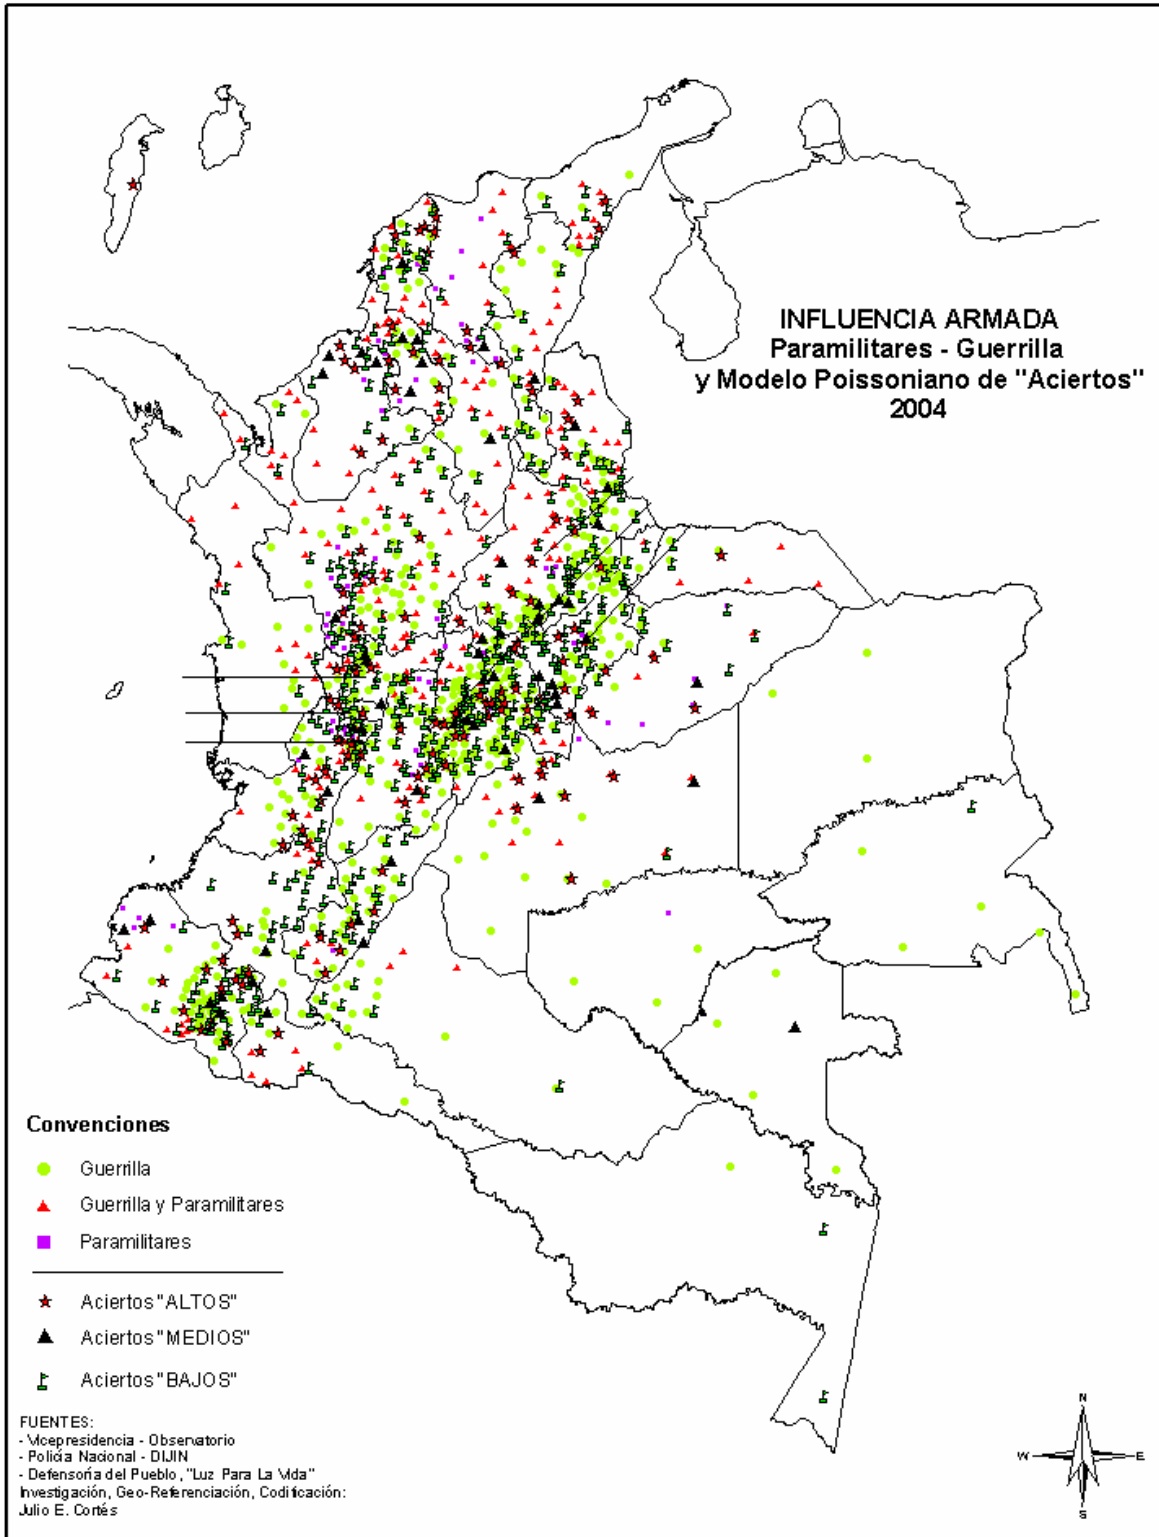 INFLUENCIA ARMADA
Paramilitares - Guerrilla
y Modelo Poissoniano de "Aciertos"
2004
Convenciones
Guerrilla
Guerrilla y Paramilitares
Paramilitares
Aciertos "ALTOS"
Aciertos "MEDIOS"
Aciertos "BAJOS"
FUENTES:
- Vicepresidencia - Observatorio
- Policía Nacional - DIJIN
- Defensoría del Pueblo, "Luz Para La Vida"
Investigación, Geo-Referenciación, Codificación:
Julio E. Cortés
N
W E
S